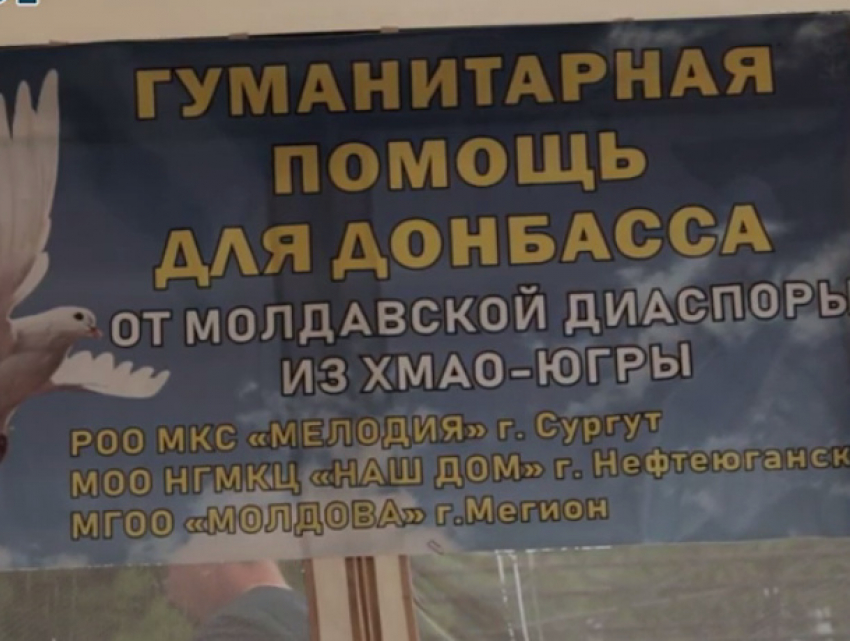 ГУМАНИТАРНАЯ
ПОМОЩЬ
ДЛЯ ДОНБАССА
ОТ МОЛДАВСКОЙ ДИАСПОРЫ
ИЗ ХМАО-ЮГРЫ
РОО МКС «МЕЛОДИЯ» г. Сургут
МОО НГМКЦ «НАШ ДОМ» г. Нефтеюганск
МГОО «МОЛДОВА» г.Мегион